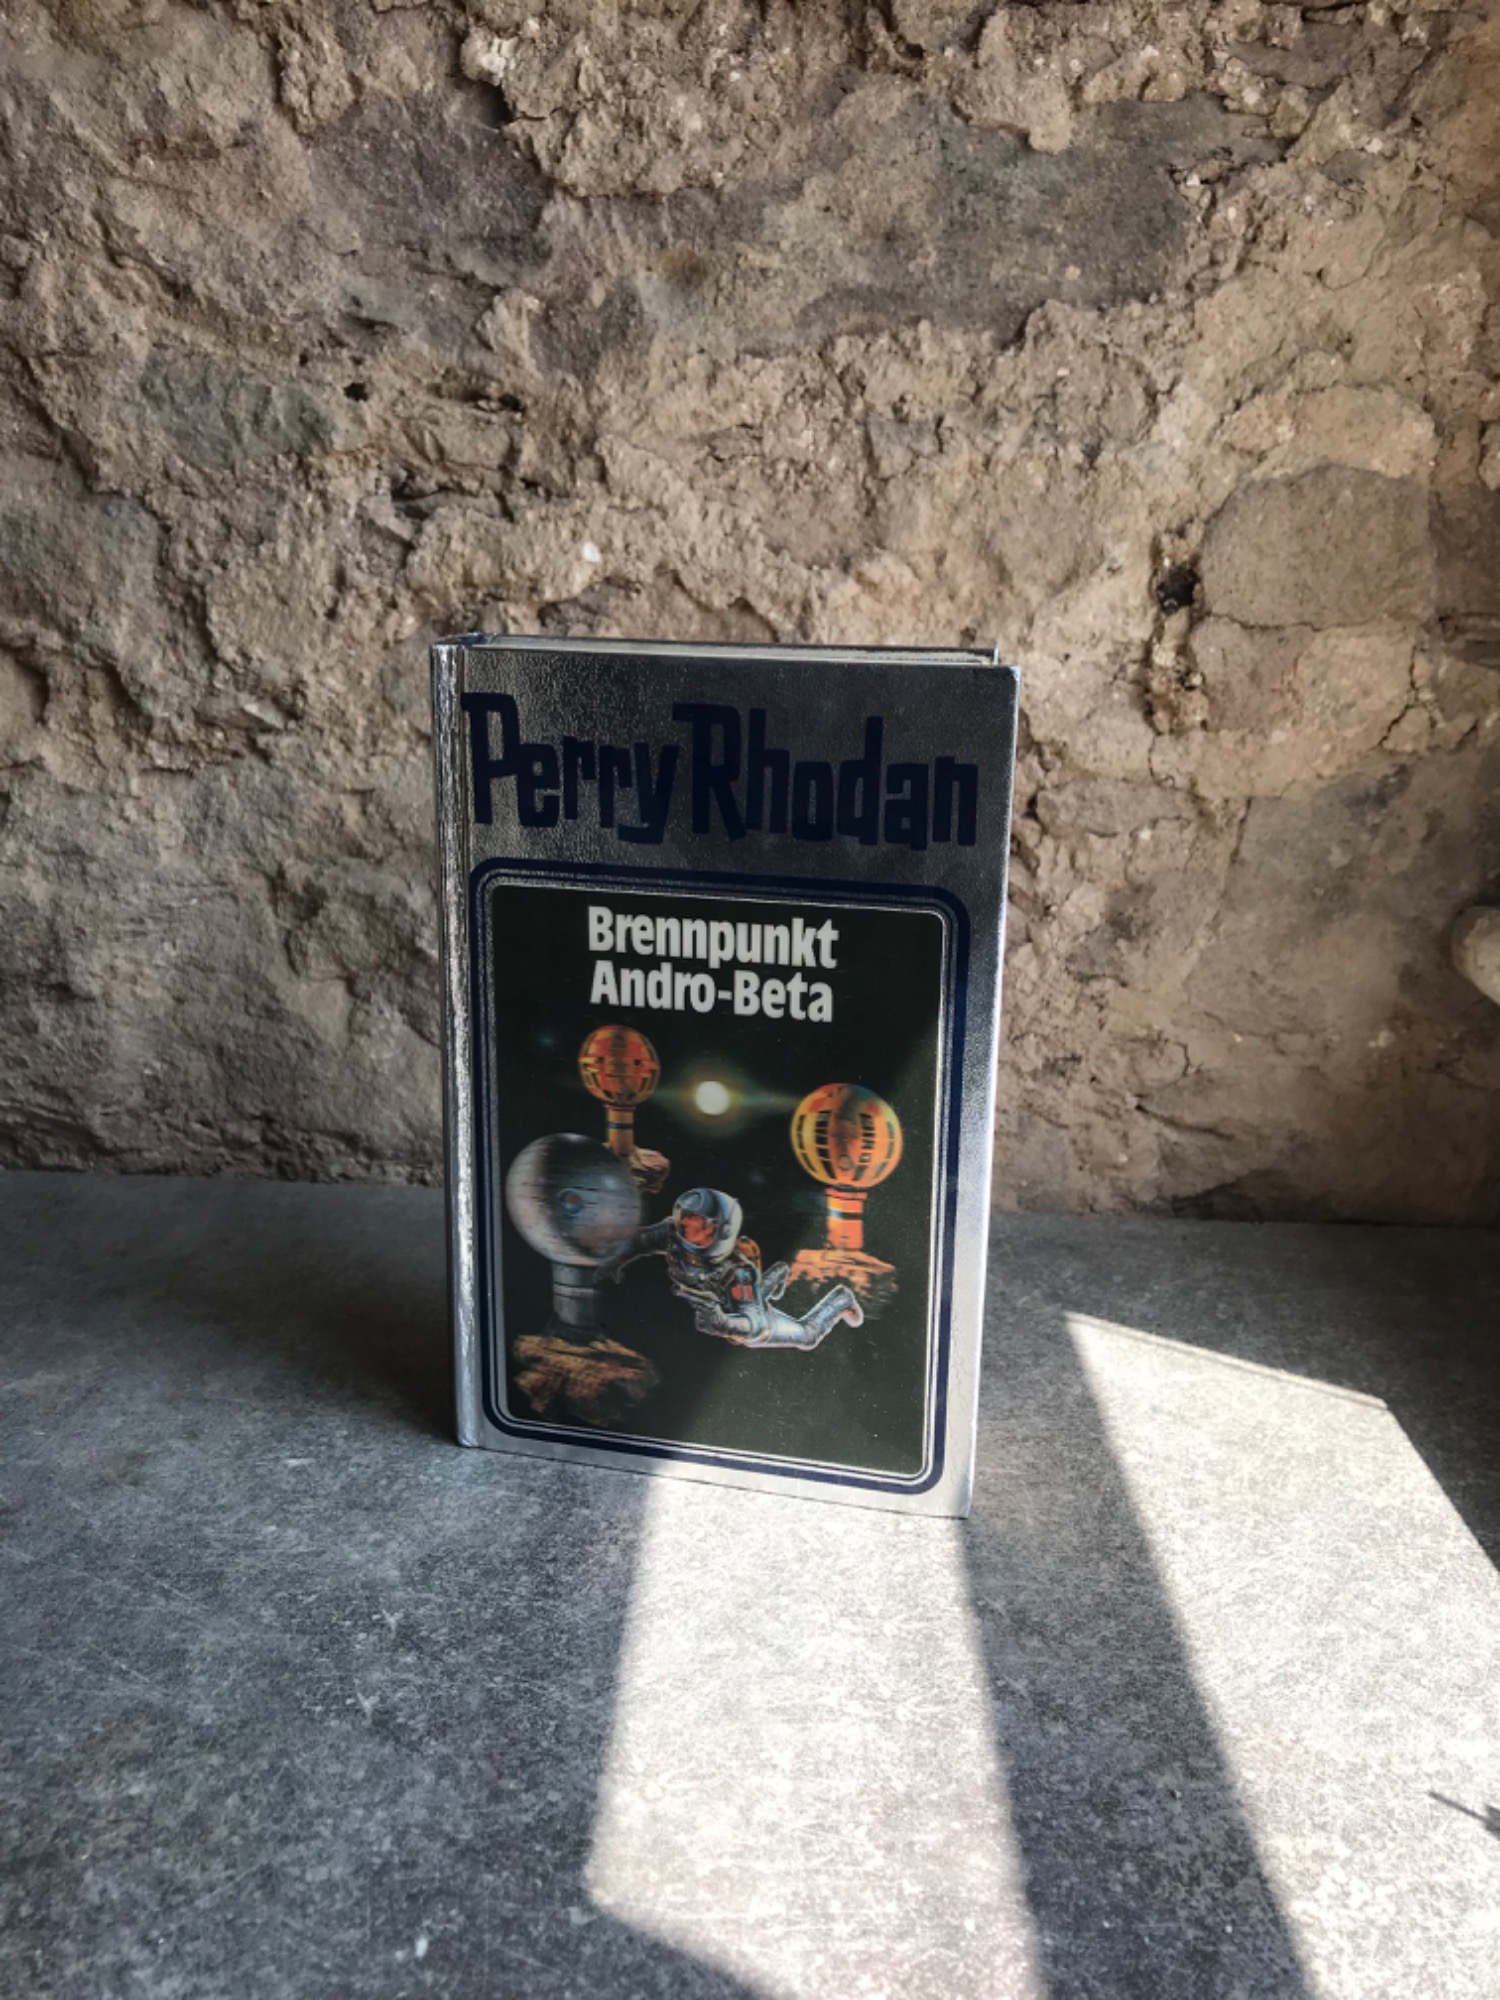 Perry Rhodan
Brennpunkt
Andro-Beta